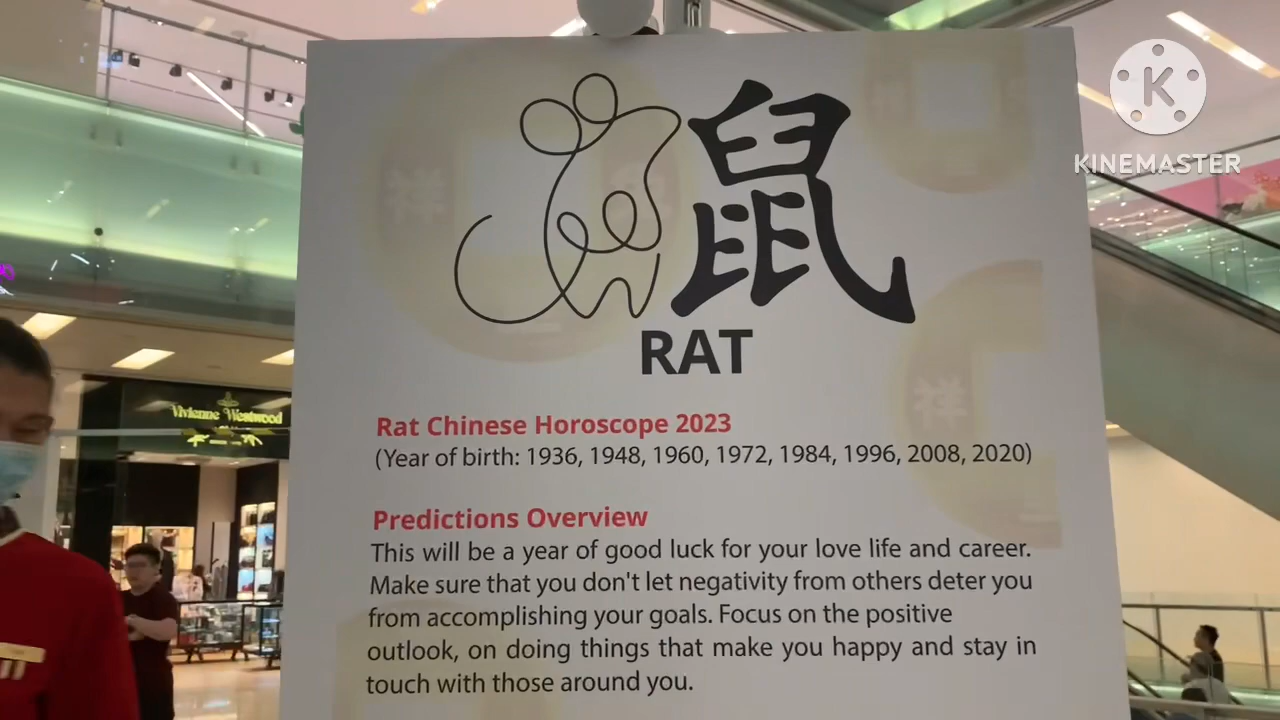 KINEMASTER
鼠
RAT
Vivienne Westwood
Rat Chinese Horoscope 2023
(Year of birth: 1936, 1948, 1960, 1972, 1984, 1996, 2008, 2020)
Predictions Overview
This will be a year of good luck for your love life and career.
Make sure that you don't let negativity from others deter you
from accomplishing your goals. Focus on the positive
outlook, on doing things that make you happy and stay in
touch with those around you.